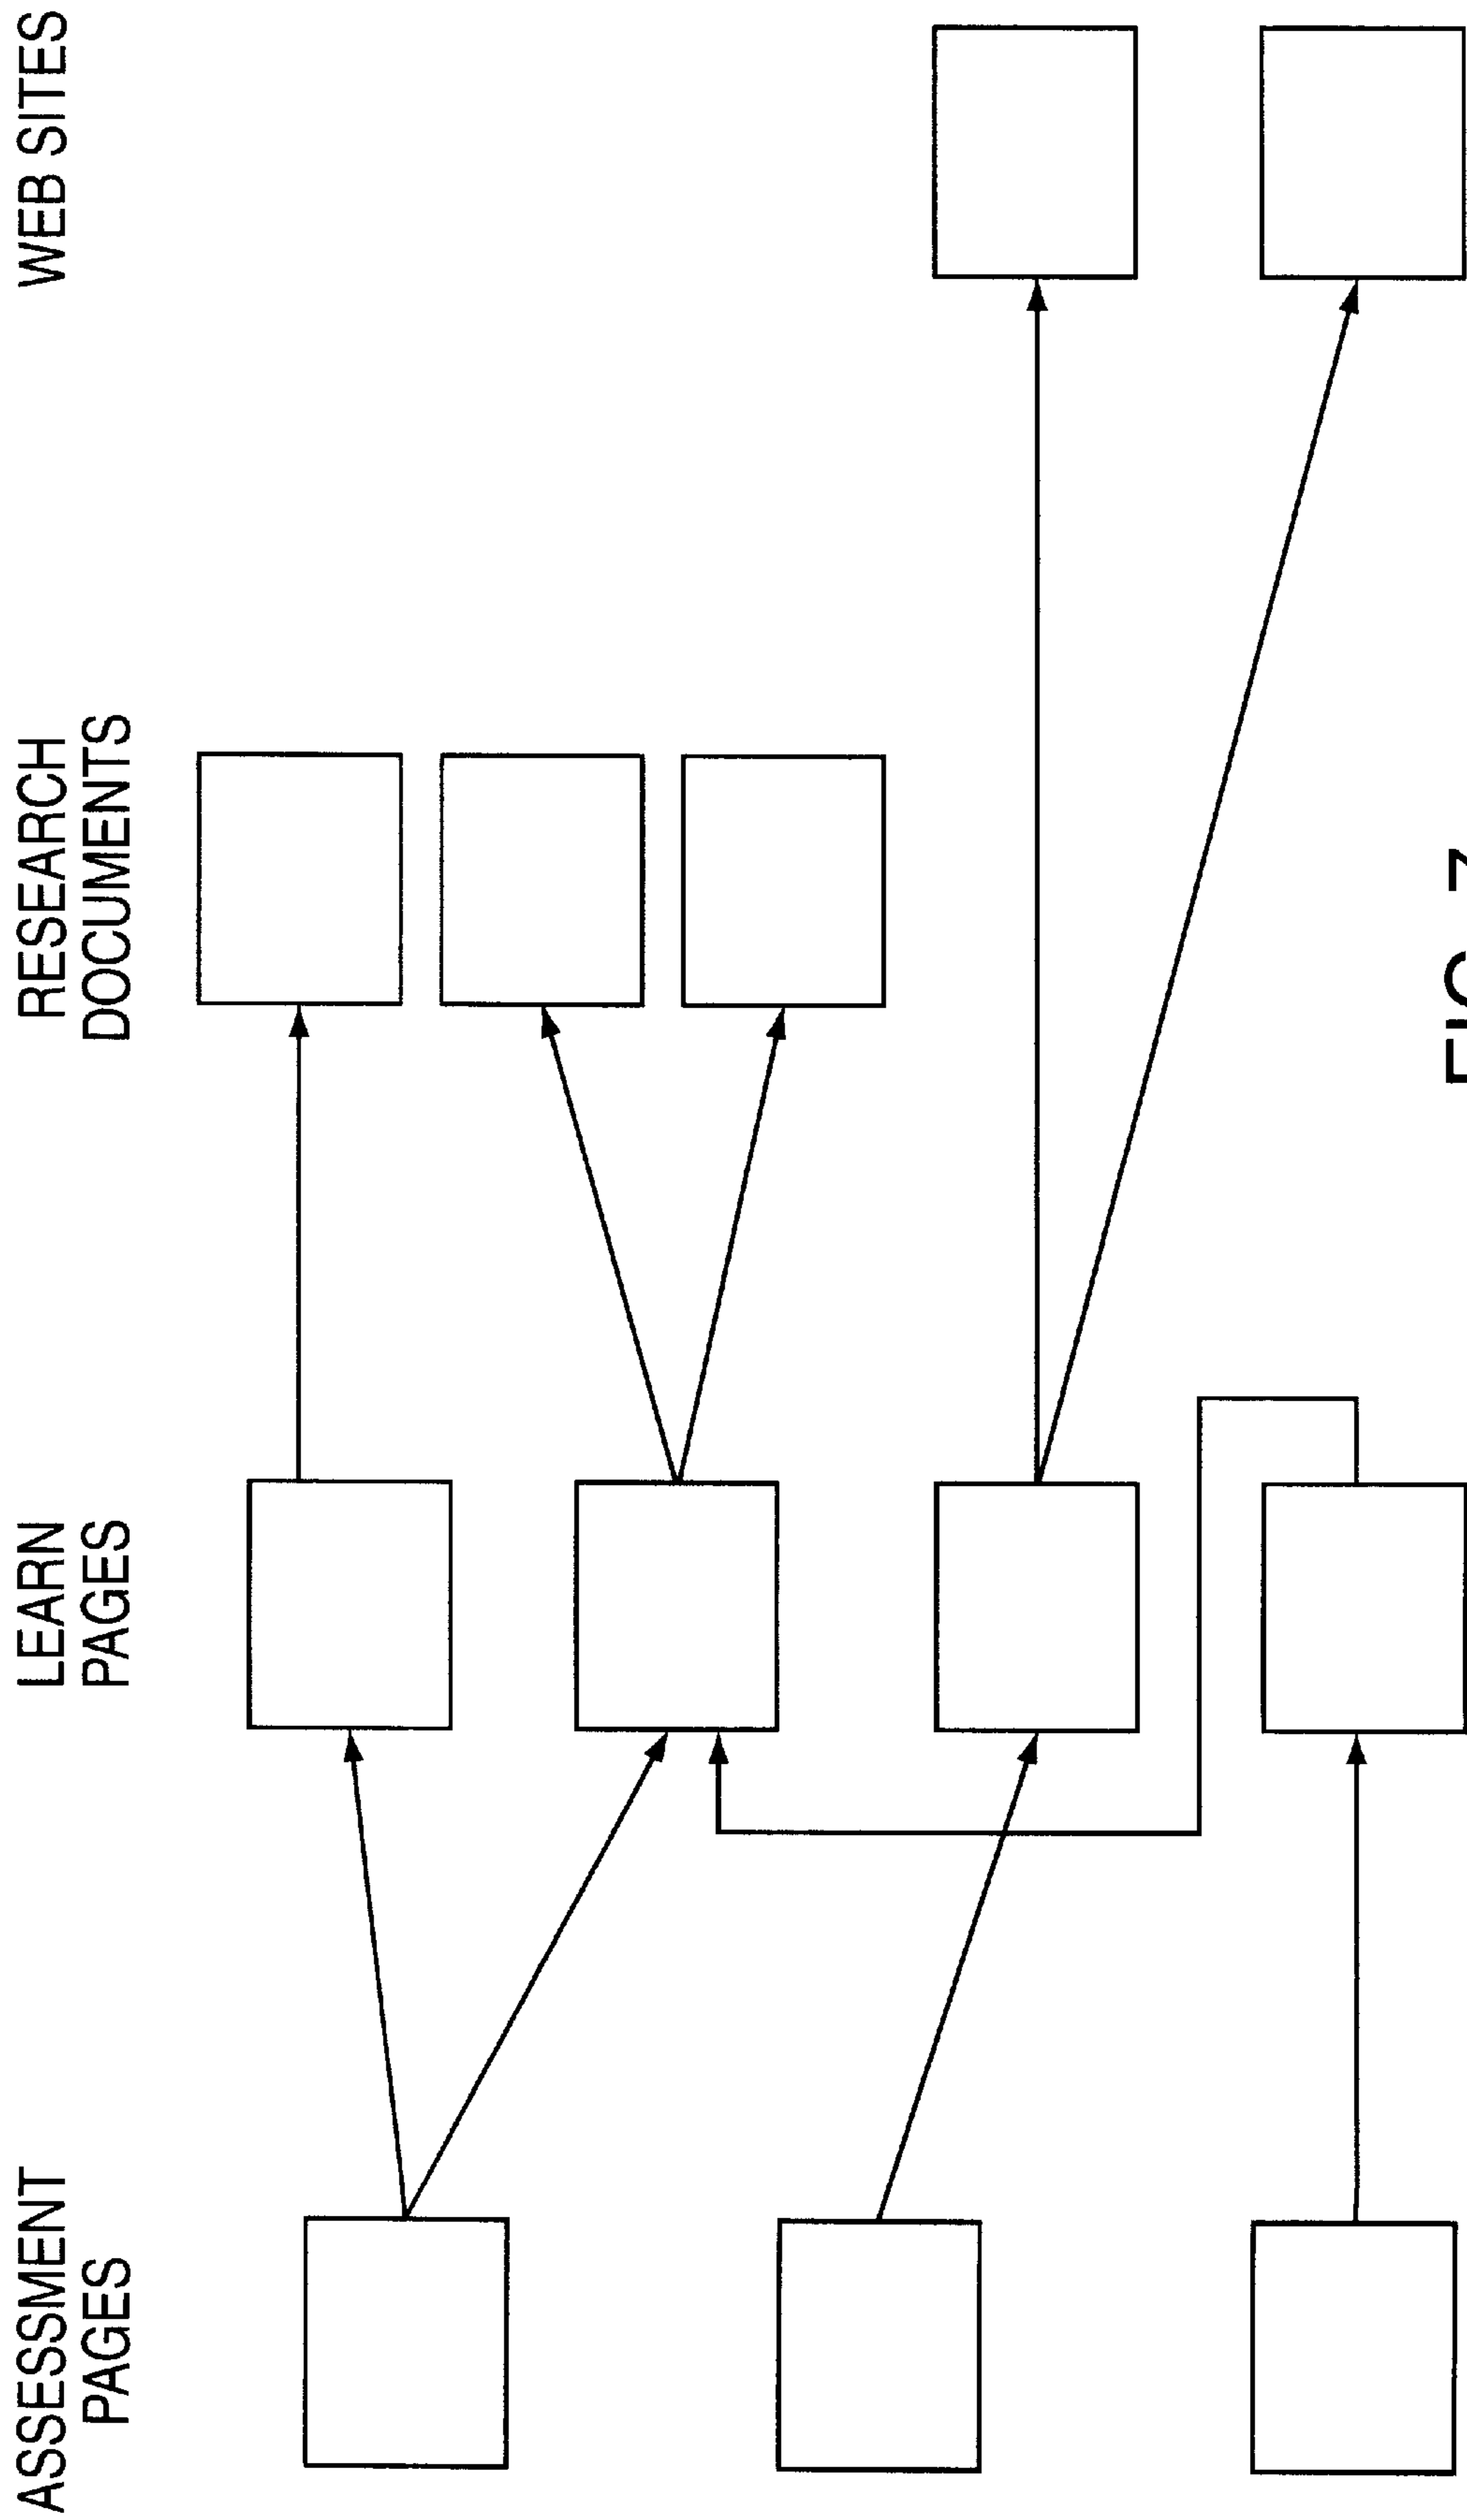 ASSESSMENT
PAGES
LEARN
PAGES
RESEARCH
DOCUMENTS
WEB SITES